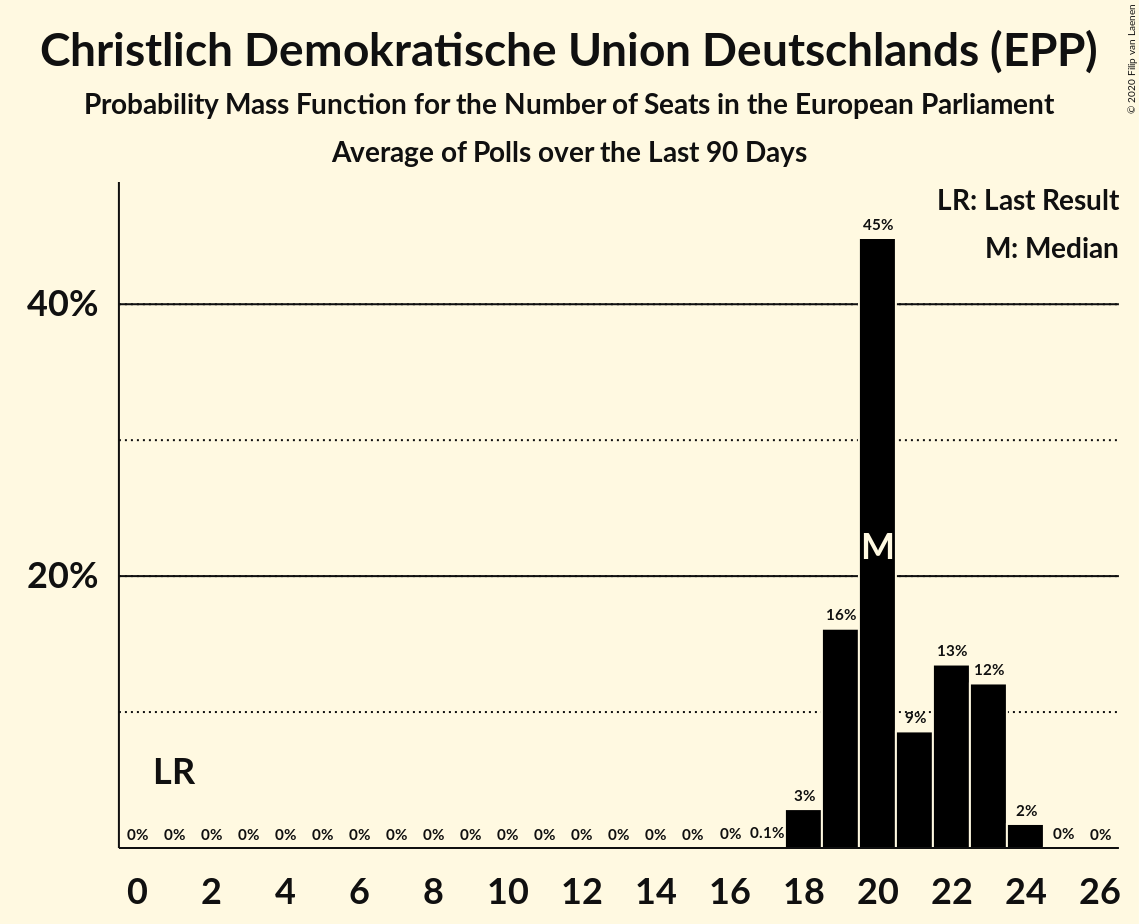 Christlich Demokratische Union Deutschlands (EPP)
Probability Mass Function for the Number of Seats in the European Parliament
Average of Polls over the Last 90 Days
© 2020 Filip van Laenen
LR: Last Result
M: Median
45%
40%
M
20%
16%
13%
12%
9%
LR
3%
2%
0% 0% 0% 0% 0% 0% 0% 0% 0% 0% 0% 0% 0% 0% 0% 0% 0% 0.1% 0% 0%
0 2 4 6 8 10 12 14 16 18 20 22 24 26